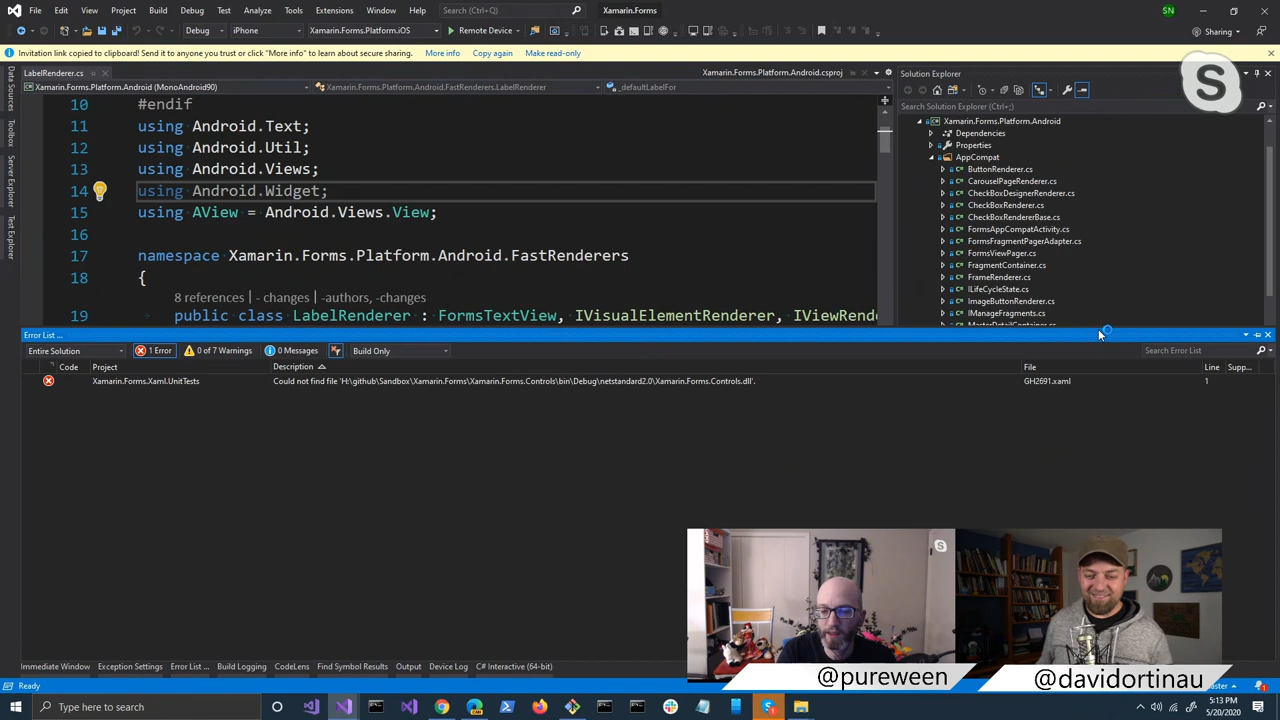 File Edit View Git Project Build Debug Test Analyze Tools Extensions Window Help Search (Ctrl+Q) Xamarin.Forms SN
Debug iPhone Xamarin.Forms.Platform.iOS Remote Device Sharing
Invitation link copied to clipboard! Send it to anyone you trust or click "More info" to learn about secure sharing. More info Copy again Make read-only
LabelRenderer.cs Xamarin.Forms.Platform.Android.csproj
Xamarin.Forms.Platform.Android (MonoAndroid90) Xamarin.Forms.Platform.Android.FastRenderers.LabelRenderer _defaultLabelFor
Data Sources
Toolbox
Server Explorer
Test Explorer
10 #endif
11 using Android.Text;
12 using Android.Util;
13 using Android.Views;
14 using Android.Widget;
15 using AView = Android.Views.View;
16
17 namespace Xamarin.Forms.Platform.Android.FastRenderers
18 {
8 references | - changes | -authors, -changes
19 public class LabelRenderer : FormsTextView, IVisualElementRenderer, IViewRende
Solution Explorer
Search Solution Explorer (Ctrl+;)
Xamarin.Forms.Platform.Android
Dependencies
Properties
AppCompat
ButtonRenderer.cs
CarouselPageRenderer.cs
CheckBoxDesignerRenderer.cs
CheckBoxRenderer.cs
CheckBoxRendererBase.cs
FormsAppCompatActivity.cs
FormsFragmentPagerAdapter.cs
FormsViewPager.cs
FragmentContainer.cs
FrameRenderer.cs
ILifeCycleState.cs
ImageButtonRenderer.cs
IManageFragments.cs
MasterDetailContainer.cs
S
Error List ...
Entire Solution 1 Error 0 of 7 Warnings 0 Messages Build Only Search Error List
Code Project Description File Line Supp...
Xamarin.Forms.Xaml.UnitTests Could not find file 'H:\github\Sandbox\Xamarin.Forms\Xamarin.Forms.Controls\bin\Debug\netstandard2.0\Xamarin.Forms.Controls.dll'. GH2691.xaml 1
@pureween
@davidortinau
Immediate Window Exception Settings Error List ... Build Logging CodeLens Find Symbol Results Output Device Log C# Interactive (64-bit)
Ready master
Type here to search
5:13 PM
5/20/2020